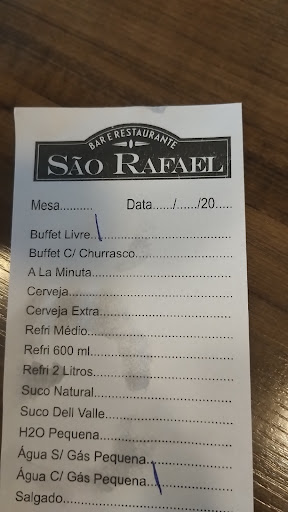 BAR E RESTAURANTE
SÃO RAFAEL
Mesa.......... Data....../....../20.....
Buffet Livre
Buffet C/ Churrasco
A La Minuta
Cerveja
Cerveja Extra
Refri Médio
Refri 600 ml
Refri 2 Litros
Suco Natural
Suco Dell Valle
H2O Pequena
Água S/ Gás Pequena
Água C/ Gás Pequena
Salgado